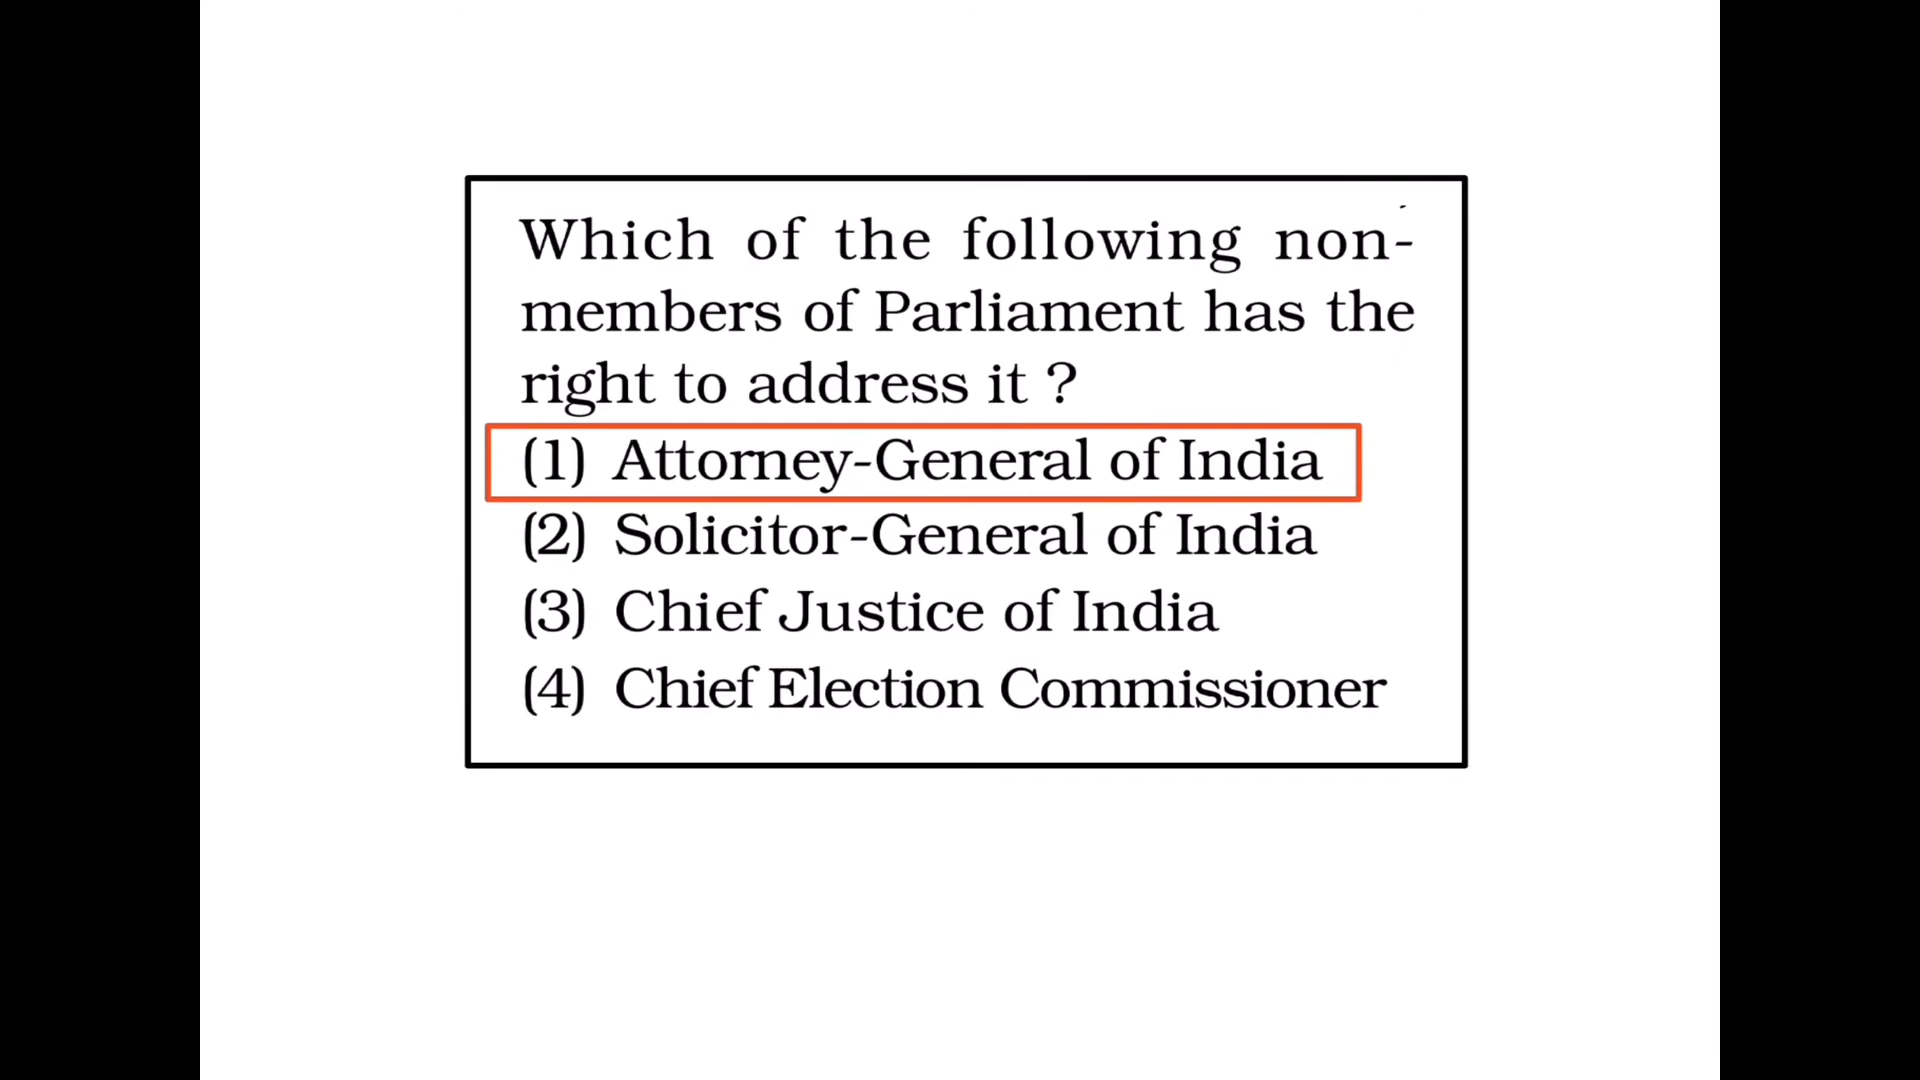 Which of the following non-
members of Parliament has the
right to address it ?
(1) Attorney-General of India
(2) Solicitor-General of India
(3) Chief Justice of India
(4) Chief Election Commissioner